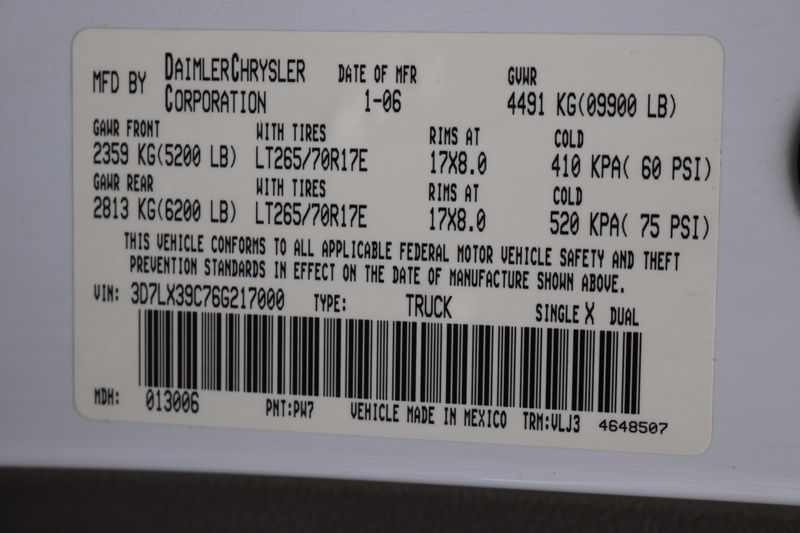 MFD BY DAIMLERCHRYSLER CORPORATION DATE OF MFR 1-06 GVWR 4491 KG(09900 LB)
GAWR FRONT WITH TIRES RIMS AT COLD
2359 KG(5200 LB) LT265/70R17E 17X8.0 410 KPA( 60 PSI)
GAWR REAR WITH TIRES RIMS AT COLD
2813 KG(6200 LB) LT265/70R17E 17X8.0 520 KPA( 75 PSI)
THIS VEHICLE CONFORMS TO ALL APPLICABLE FEDERAL MOTOR VEHICLE SAFETY AND THEFT
PREVENTION STANDARDS IN EFFECT ON THE DATE OF MANUFACTURE SHOWN ABOVE.
VIN: 3D7LX39C76G217000 TYPE: TRUCK SINGLE X DUAL
MDH: 013006 PNT:PW7 VEHICLE MADE IN MEXICO TRM:VLJ3 4648507